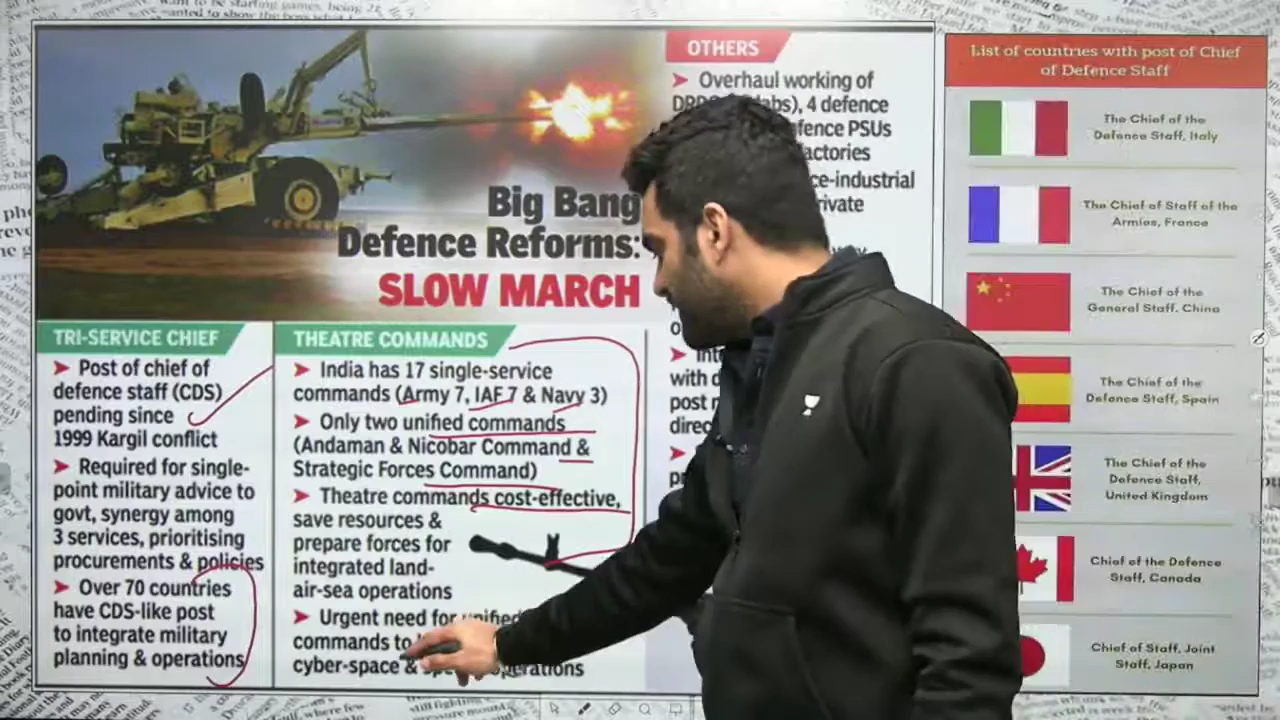 Big Bang
Defence Reforms:
SLOW MARCH
TRI-SERVICE CHIEF
➤ Post of chief of
defence staff (CDS)
pending since
1999 Kargil conflict
➤ Required for single-
point military advice to
govt, synergy among
3 services, prioritising
procurements & policies
➤ Over 70 countries
have CDS-like post
to integrate military
planning & operations
THEATRE COMMANDS
➤ India has 17 single-service
commands (Army 7, IAF 7 & Navy 3)
➤ Only two unified commands
(Andaman & Nicobar Command &
Strategic Forces Command)
➤ Theatre commands cost-effective,
save resources &
prepare forces for
integrated land-
air-sea operations
➤ Urgent need for unified
commands to
cyber-space & operations
OTHERS
➤ Overhaul working of
labs), 4 defence
PSUs
private
with
post
List of countries with post of Chief
of Defence Staff
The Chief of the
Defence Staff, Italy
The Chief of Staff of the
Armies, France
The Chief of the
General Staff, China
The Chief of the
Defence Staff, Spain
The Chief of the
Defence Staff,
United Kingdom
Chief of the Defence
Staff, Canada
Chief of Staff, Joint
Staff, Japan